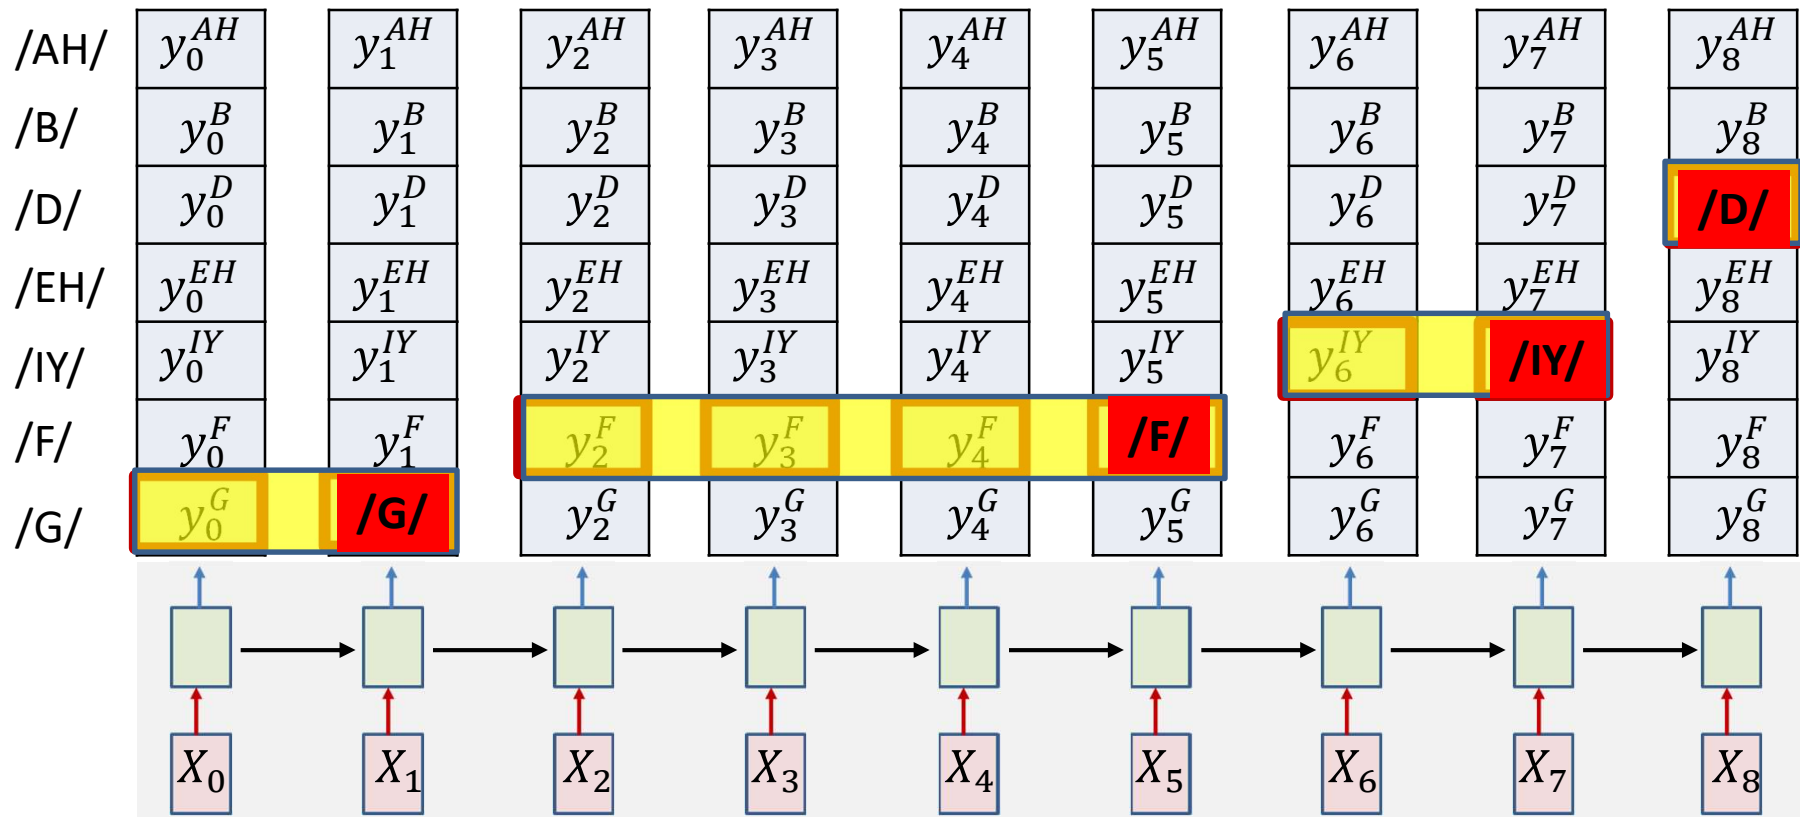 /AH/ y_0^{AH} y_1^{AH} y_2^{AH} y_3^{AH} y_4^{AH} y_5^{AH} y_6^{AH} y_7^{AH} y_8^{AH}
/B/ y_0^B y_1^B y_2^B y_3^B y_4^B y_5^B y_6^B y_7^B y_8^B
/D/ y_0^D y_1^D y_2^D y_3^D y_4^D y_5^D y_6^D y_7^D /D/
/EH/ y_0^{EH} y_1^{EH} y_2^{EH} y_3^{EH} y_4^{EH} y_5^{EH} y_6^{EH} y_7^{EH} y_8^{EH}
/IY/ y_0^{IY} y_1^{IY} y_2^{IY} y_3^{IY} y_4^{IY} y_5^{IY} y_6^{IY} /IY/ y_8^{IY}
/F/ y_0^F y_1^F y_2^F y_3^F y_4^F /F/ y_6^F y_7^F y_8^F
/G/ y_0^G /G/ y_2^G y_3^G y_4^G y_5^G y_6^G y_7^G y_8^G
X_0 X_1 X_2 X_3 X_4 X_5 X_6 X_7 X_8